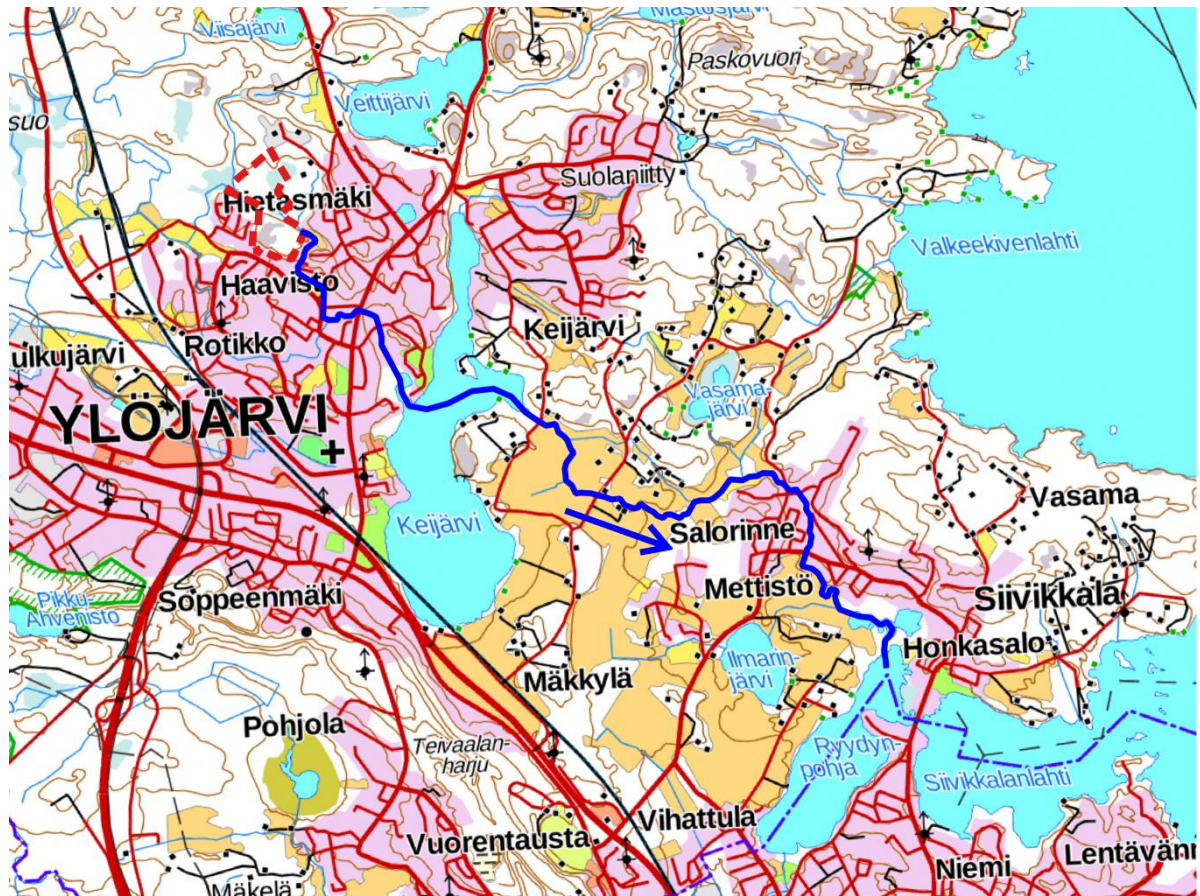 Viisajärvi
Mastosjärvi
Paskovuori
Veittijärvi
suo
Suolaniitty
Hietasmäki
Valkeekivenlahti
Haavisto
Keijärvi
Rotikko
ulkujärvi
Vasama-
järvi
YLÖJÄRVI
Vasama
Keijärvi
Salorinne
Mettistö
Siivikkala
Pikku-
Ahvenisto
Soppeenmäki
Honkasalo
Ilmarin-
järvi
Mäkkylä
Pohjola
Teivaalan-
harju
Ryydyn-
pohja
Siivikkalanlahti
Vihattula
Vuorentausta
Niemi
Lentävänn
Mäkelä